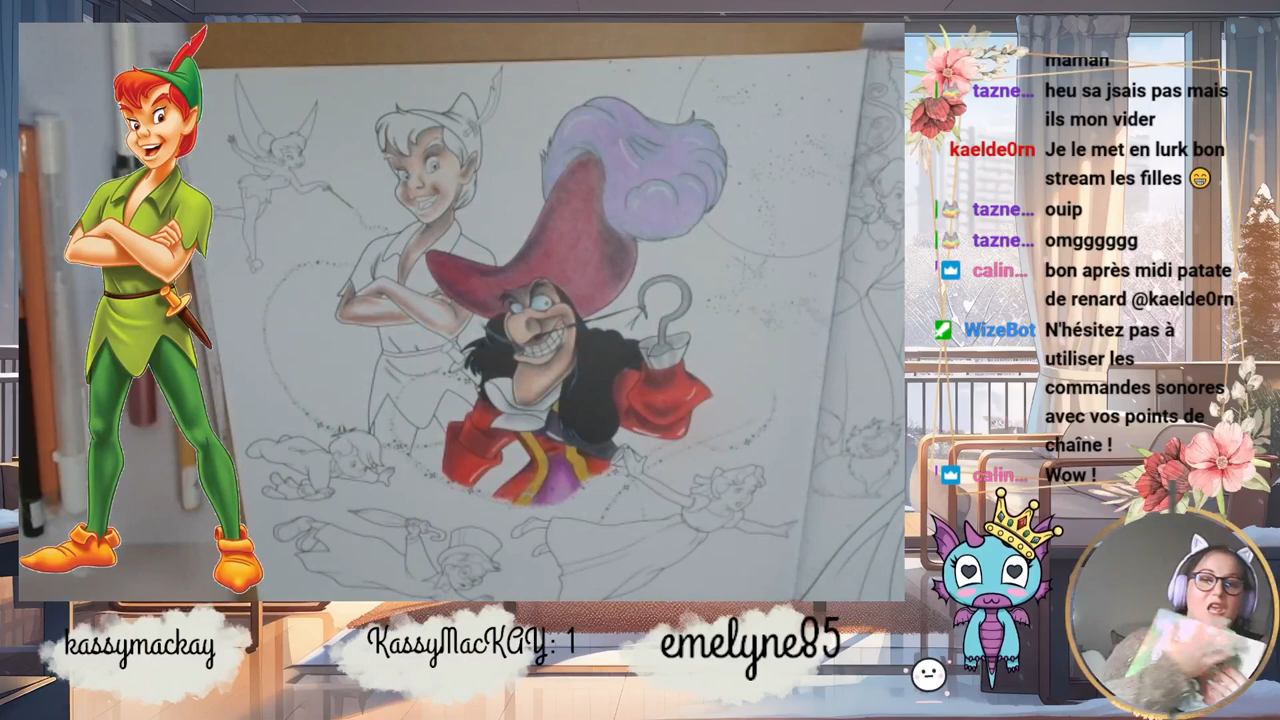 maman
tazne... heu sa jsais pas mais
ils mon vider
kaelde0rn Je le met en lurk bon
stream les filles 😁
tazne... ouip
tazne... omgggggg
calin... bon après midi patate
de renard @kaelde0rn
WizeBot N'hésitez pas à
utiliser les
commandes sonores
avec vos points de
chaîne !
calin... Wow !
kassymackay
KassyMacKAY: 1
emelyne85